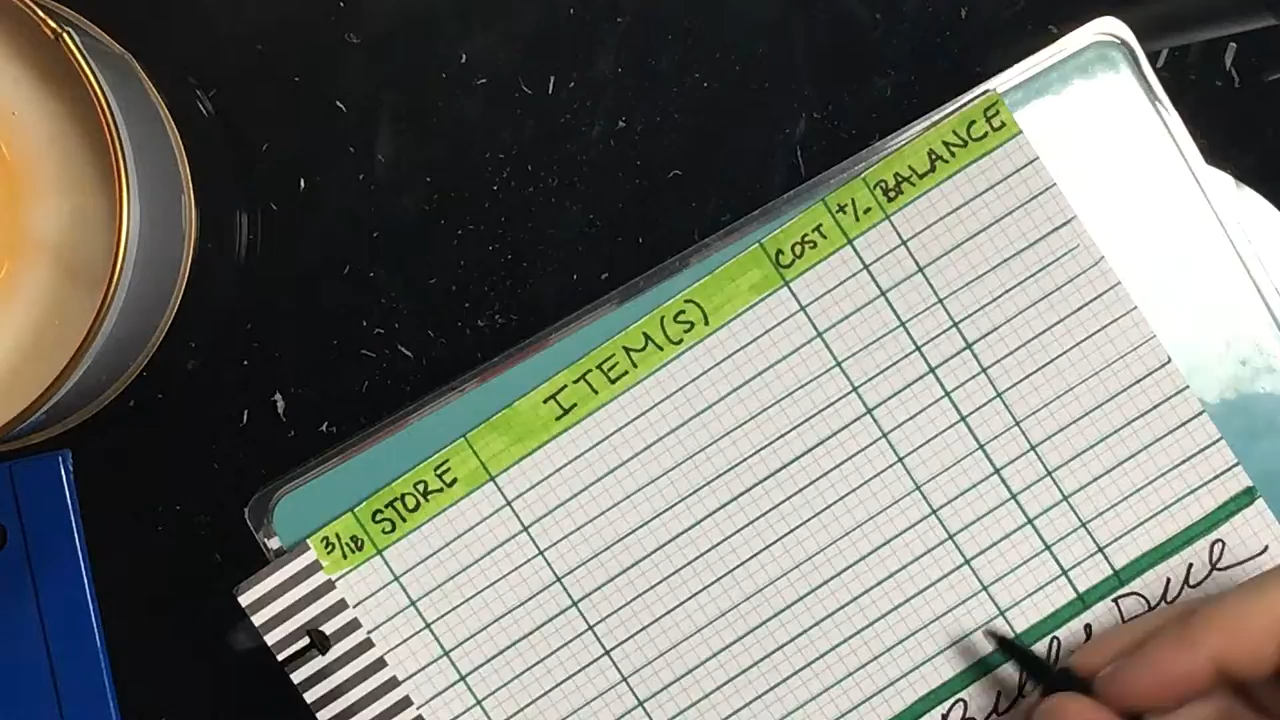 3/18 STORE ITEM(S) COST +/- BALANCE
Bills Due